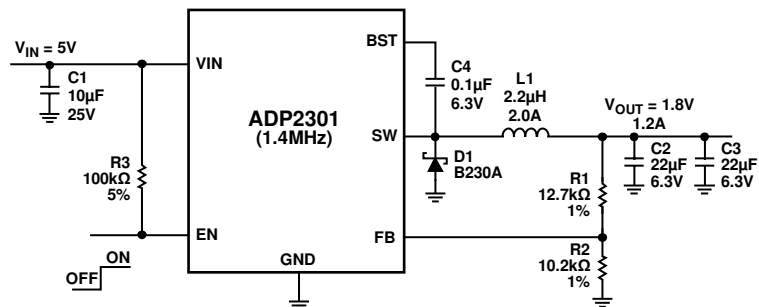 V_IN = 5V
C1
10µF
25V
R3
100kΩ
5%
ON
OFF
VIN
EN
BST
SW
FB
GND
ADP2301
(1.4MHz)
C4
0.1µF
6.3V
L1
2.2µH
2.0A
D1
B230A
V_OUT = 1.8V
1.2A
R1
12.7kΩ
1%
R2
10.2kΩ
1%
C2
22µF
6.3V
C3
22µF
6.3V